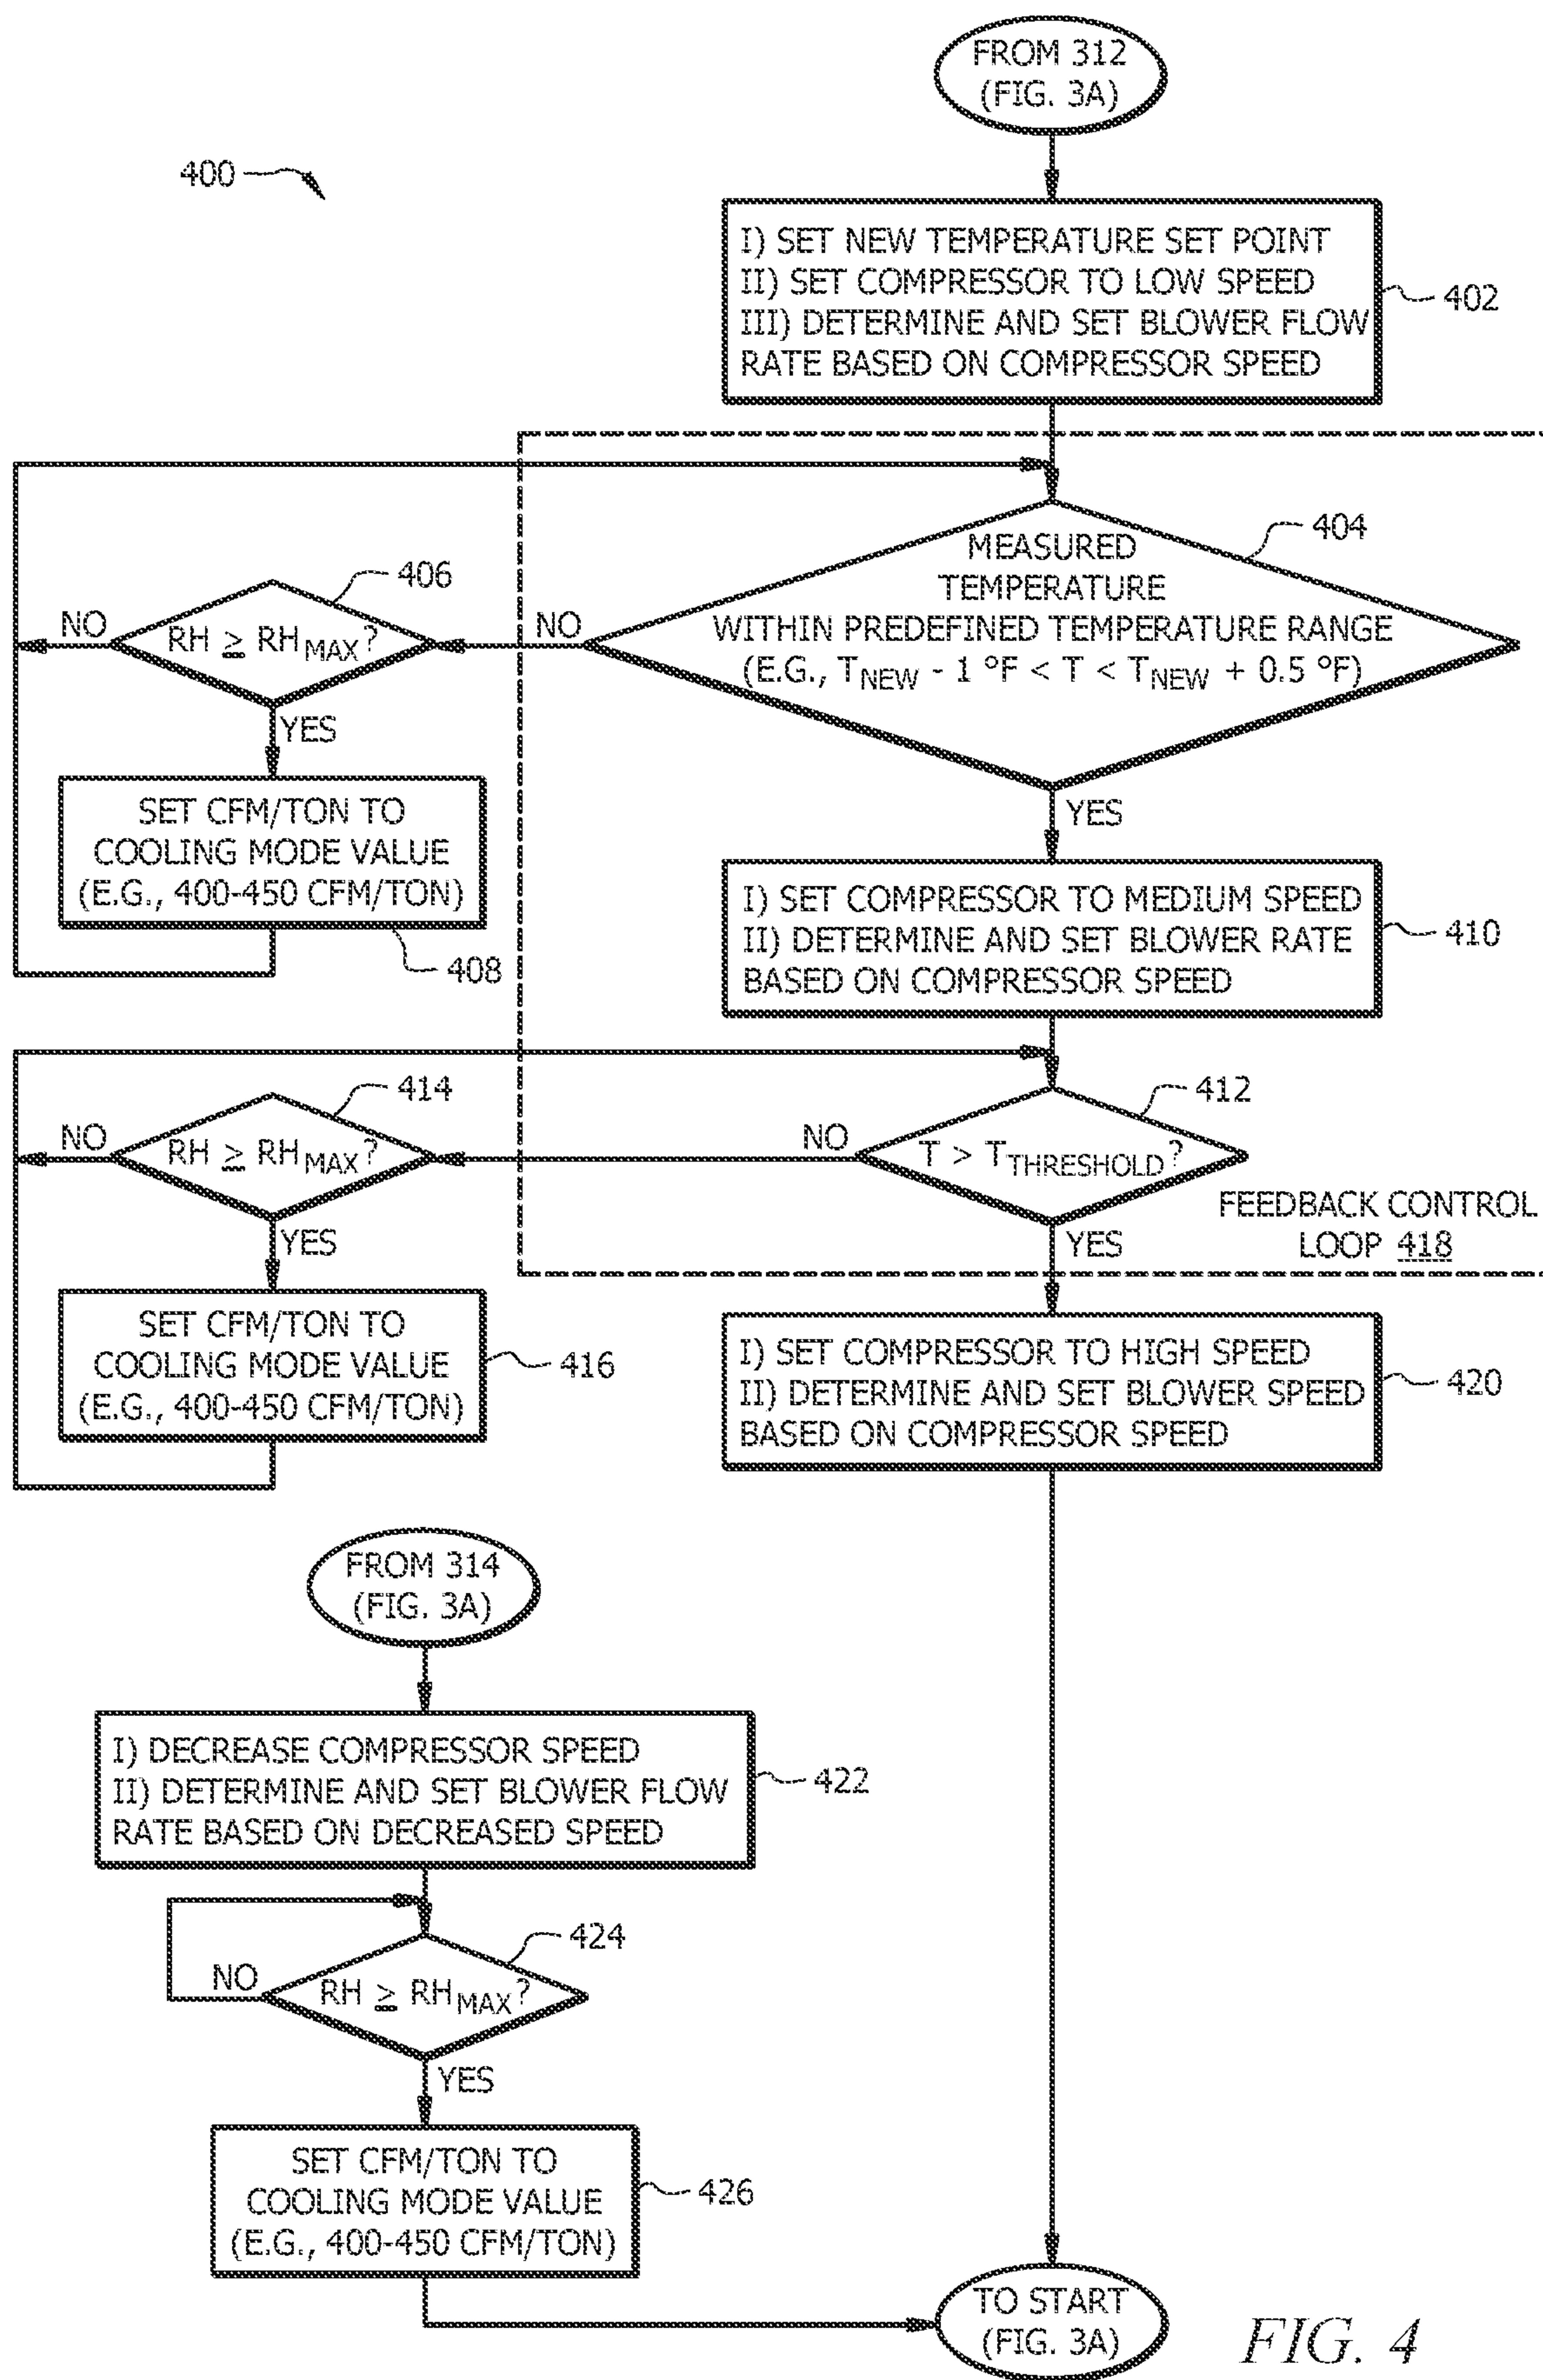 FROM 312
(FIG. 3A)
400
I) SET NEW TEMPERATURE SET POINT
II) SET COMPRESSOR TO LOW SPEED
III) DETERMINE AND SET BLOWER FLOW
RATE BASED ON COMPRESSOR SPEED
402
404
MEASURED
TEMPERATURE
WITHIN PREDEFINED TEMPERATURE RANGE
(E.G., TNEW - 1 °F < T < TNEW + 0.5 °F)
NO
YES
406
RH ≥ RHMAX?
NO
YES
SET CFM/TON TO
COOLING MODE VALUE
(E.G., 400-450 CFM/TON)
408
I) SET COMPRESSOR TO MEDIUM SPEED
II) DETERMINE AND SET BLOWER RATE
BASED ON COMPRESSOR SPEED
410
412
T > TTHRESHOLD?
NO
YES
FEEDBACK CONTROL
LOOP 418
414
RH ≥ RHMAX?
NO
YES
SET CFM/TON TO
COOLING MODE VALUE
(E.G., 400-450 CFM/TON)
416
I) SET COMPRESSOR TO HIGH SPEED
II) DETERMINE AND SET BLOWER SPEED
BASED ON COMPRESSOR SPEED
420
FROM 314
(FIG. 3A)
I) DECREASE COMPRESSOR SPEED
II) DETERMINE AND SET BLOWER FLOW
RATE BASED ON DECREASED SPEED
422
424
RH ≥ RHMAX?
NO
YES
SET CFM/TON TO
COOLING MODE VALUE
(E.G., 400-450 CFM/TON)
426
TO START
(FIG. 3A)
FIG. 4